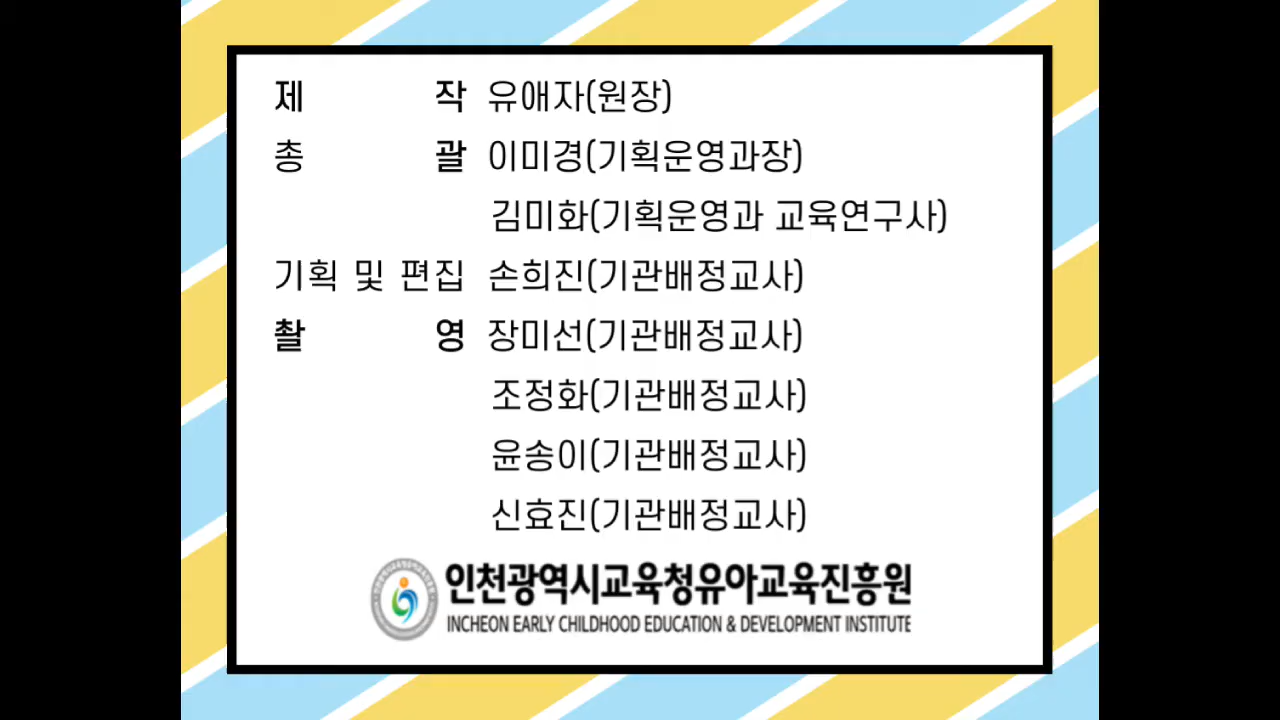 제 작 유애자(원장)
총 괄 이미경(기획운영과장)
김미화(기획운영과 교육연구사)
기획 및 편집 손희진(기관배정교사)
촬 영 장미선(기관배정교사)
조정화(기관배정교사)
윤송이(기관배정교사)
신효진(기관배정교사)
인천광역시교육청유아교육진흥원
INCHEON EARLY CHILDHOOD EDUCATION & DEVELOPMENT INSTITUTE